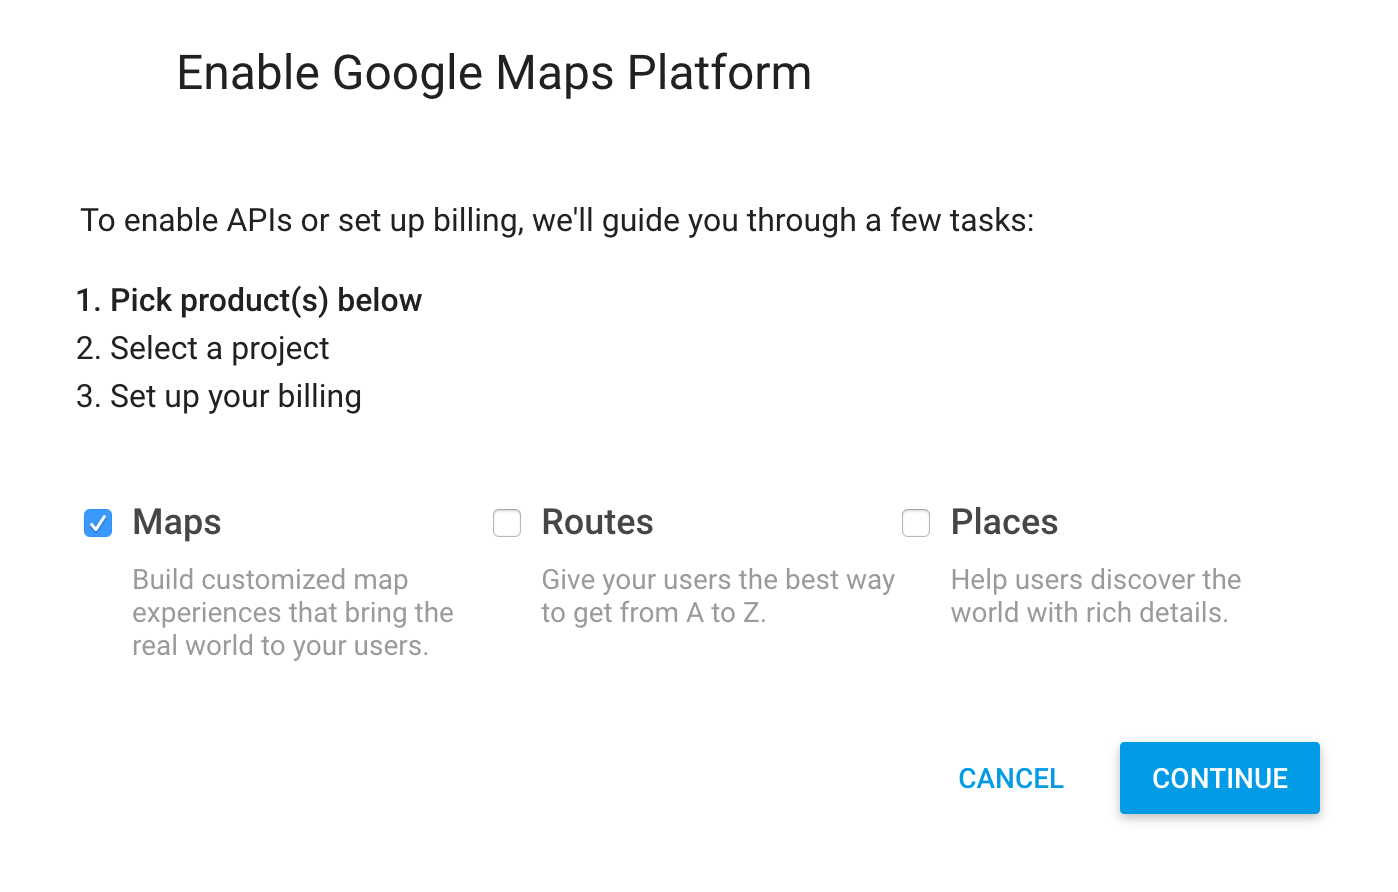 Enable Google Maps Platform
To enable APIs or set up billing, we'll guide you through a few tasks:
1. Pick product(s) below
2. Select a project
3. Set up your billing
Maps
Build customized map
experiences that bring the
real world to your users.
Routes
Give your users the best way
to get from A to Z.
Places
Help users discover the
world with rich details.
CANCEL
CONTINUE